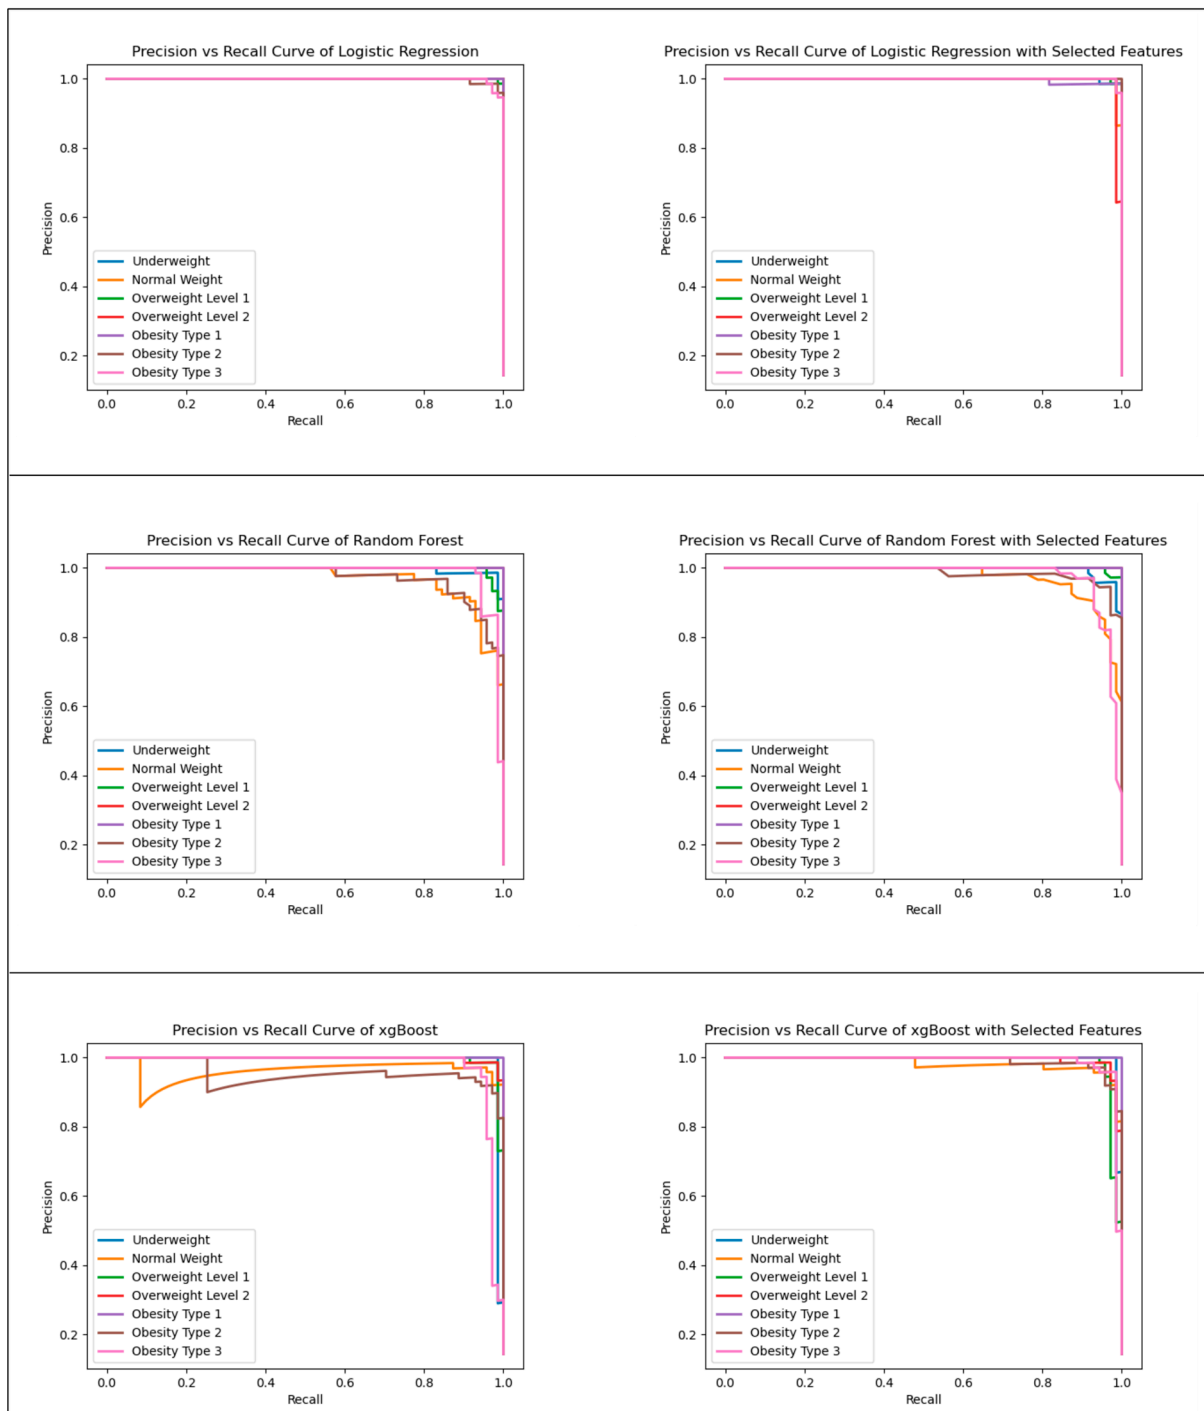 Precision vs Recall Curve of Logistic Regression
1.0
0.8
0.6
0.4
0.2
Precision
Underweight
Normal Weight
Overweight Level 1
Overweight Level 2
Obesity Type 1
Obesity Type 2
Obesity Type 3
0.0 0.2 0.4 0.6 0.8 1.0
Recall
Precision vs Recall Curve of Logistic Regression with Selected Features
1.0
0.8
0.6
0.4
0.2
Precision
Underweight
Normal Weight
Overweight Level 1
Overweight Level 2
Obesity Type 1
Obesity Type 2
Obesity Type 3
0.0 0.2 0.4 0.6 0.8 1.0
Recall
Precision vs Recall Curve of Random Forest
1.0
0.8
0.6
0.4
0.2
Precision
Underweight
Normal Weight
Overweight Level 1
Overweight Level 2
Obesity Type 1
Obesity Type 2
Obesity Type 3
0.0 0.2 0.4 0.6 0.8 1.0
Recall
Precision vs Recall Curve of Random Forest with Selected Features
1.0
0.8
0.6
0.4
0.2
Precision
Underweight
Normal Weight
Overweight Level 1
Overweight Level 2
Obesity Type 1
Obesity Type 2
Obesity Type 3
0.0 0.2 0.4 0.6 0.8 1.0
Recall
Precision vs Recall Curve of xgBoost
1.0
0.8
0.6
0.4
0.2
Precision
Underweight
Normal Weight
Overweight Level 1
Overweight Level 2
Obesity Type 1
Obesity Type 2
Obesity Type 3
0.0 0.2 0.4 0.6 0.8 1.0
Recall
Precision vs Recall Curve of xgBoost with Selected Features
1.0
0.8
0.6
0.4
0.2
Precision
Underweight
Normal Weight
Overweight Level 1
Overweight Level 2
Obesity Type 1
Obesity Type 2
Obesity Type 3
0.0 0.2 0.4 0.6 0.8 1.0
Recall